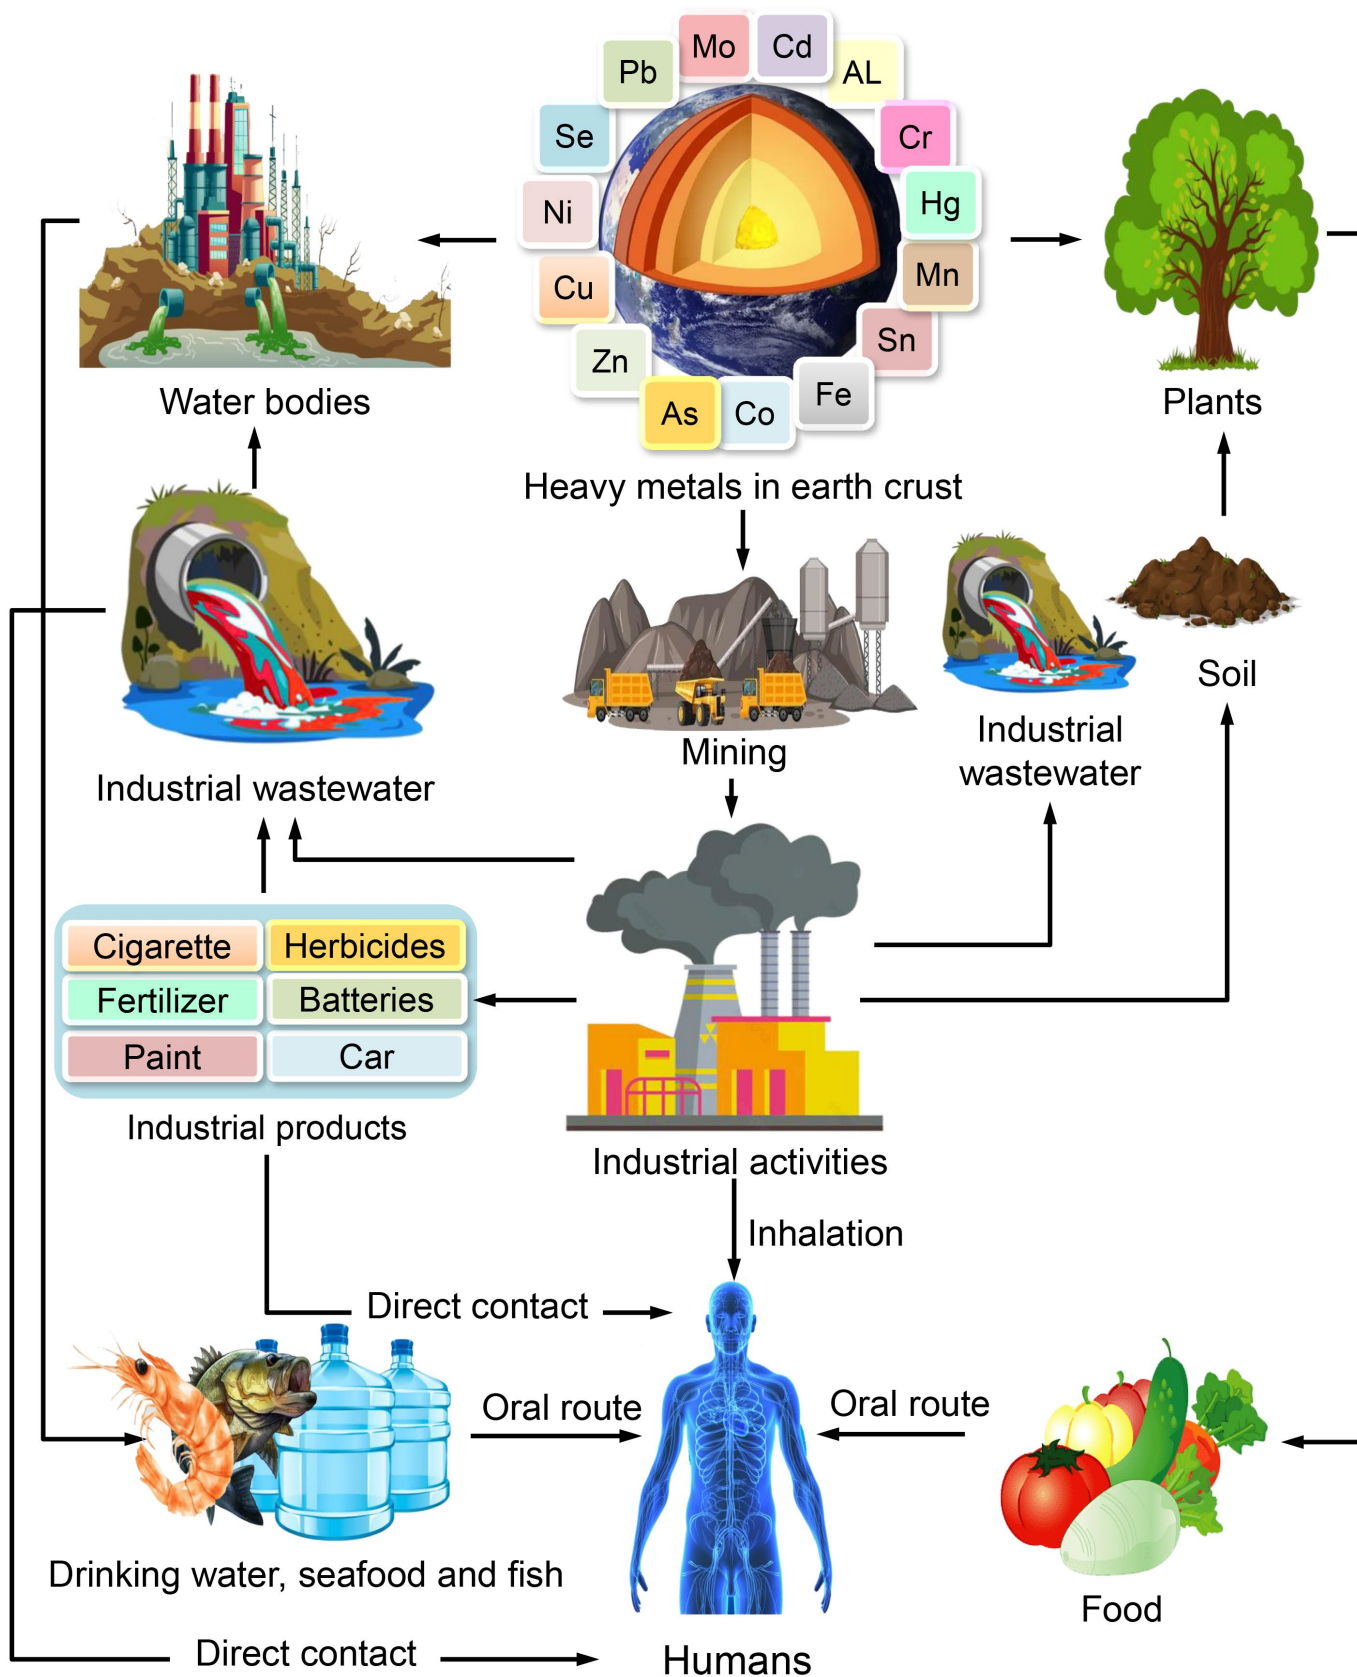 Mo
Cd
Pb
AL
Se
Cr
Ni
Hg
Cu
Mn
Zn
Sn
As
Co
Fe
Water bodies
Plants
Heavy metals in earth crust
Soil
Mining
Industrial
wastewater
Industrial wastewater
Cigarette
Herbicides
Fertilizer
Batteries
Paint
Car
Industrial products
Industrial activities
Inhalation
Direct contact
Oral route
Oral route
Drinking water, seafood and fish
Food
Direct contact
Humans